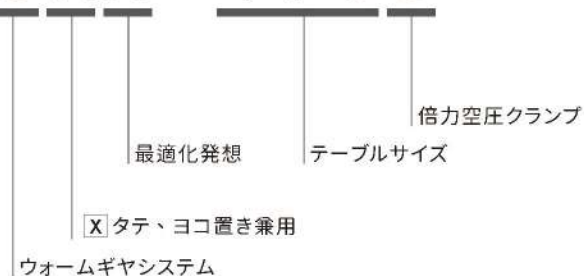 倍力空圧クランプ
最適化発想
テーブルサイズ
X タテ、ヨコ置き兼用
ウォームギヤシステム